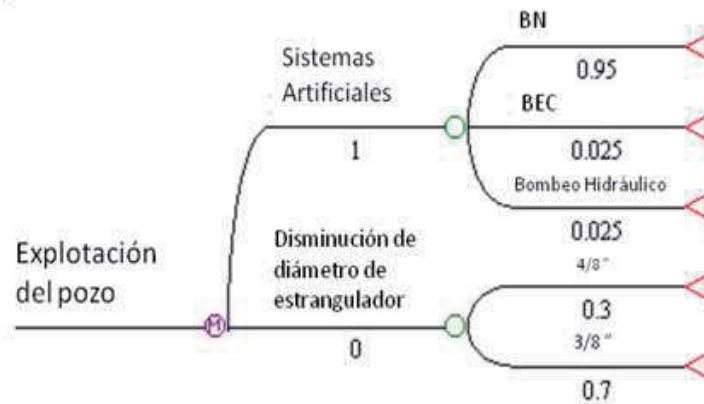 BN
Sistemas
Artificiales
0.95
BEC
1
0.025
Bombeo Hidráulico
Explotación
del pozo
Disminución de
diámetro de
estrangulador
0.025
4/8"
M
0.3
0
3/8"
0.7